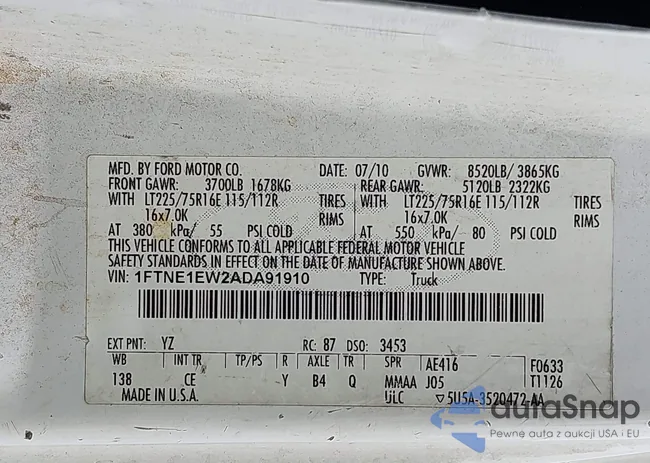 MFD. BY FORD MOTOR CO. DATE: 07/10 GVWR: 8520LB/ 3865KG
FRONT GAWR: 3700LB 1678KG REAR GAWR: 5120LB 2322KG
WITH LT225/75R16E 115/112R TIRES WITH LT225/75R16E 115/112R TIRES
16x7.0K RIMS 16x7.0K RIMS
AT 380 kPa/ 55 PSI COLD AT 550 kPa/ 80 PSI COLD
THIS VEHICLE CONFORMS TO ALL APPLICABLE FEDERAL MOTOR VEHICLE
SAFETY STANDARDS IN EFFECT ON THE DATE OF MANUFACTURE SHOWN ABOVE.
VIN: 1FTNE1EW2ADA91910 TYPE: Truck
EXT PNT: YZ RC: 87 DSO: 3453
WB INT TR TP/PS R AXLE TR SPR AE416 F0633
138 CE Y B4 Q MMAA J05 T1126
MADE IN U.S.A. ULC ▽5U5A-3520472-AA
autaSnap
Pewne auta z aukcji USA i EU